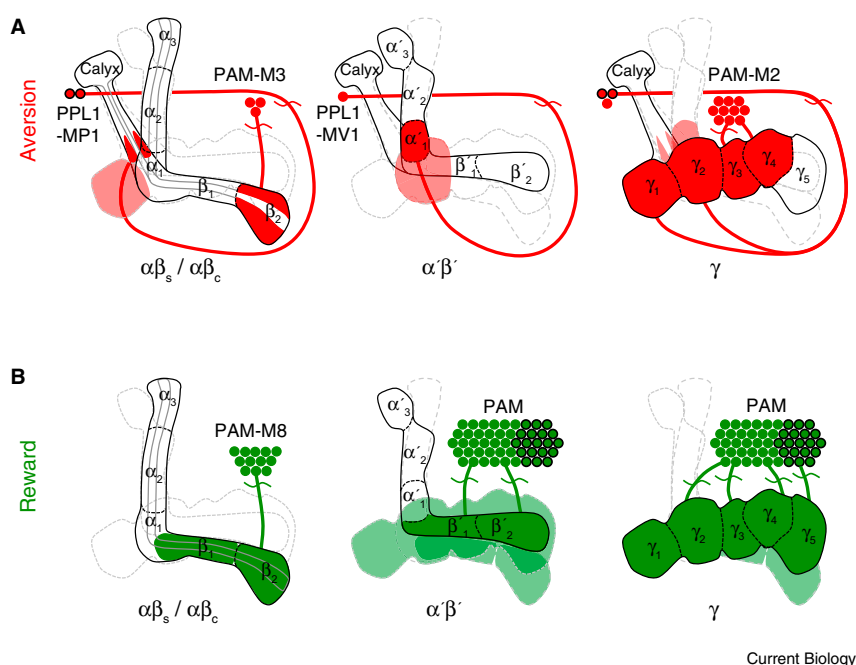 A
Aversion
α3
Calyx
α2
α1
β1
β2
PPL1
-MP1
PAM-M3
αβs / αβc
α´3
Calyx
α´2
α´1
β´1
β´2
PPL1
-MV1
α´β´
Calyx
PAM-M2
γ1
γ2
γ3
γ4
γ5
γ
B
Reward
α3
α2
α1
β1
β2
PAM-M8
αβs / αβc
α´3
α´2
α´1
β´1
β´2
PAM
α´β´
PAM
γ1
γ2
γ3
γ4
γ5
γ
Current Biology